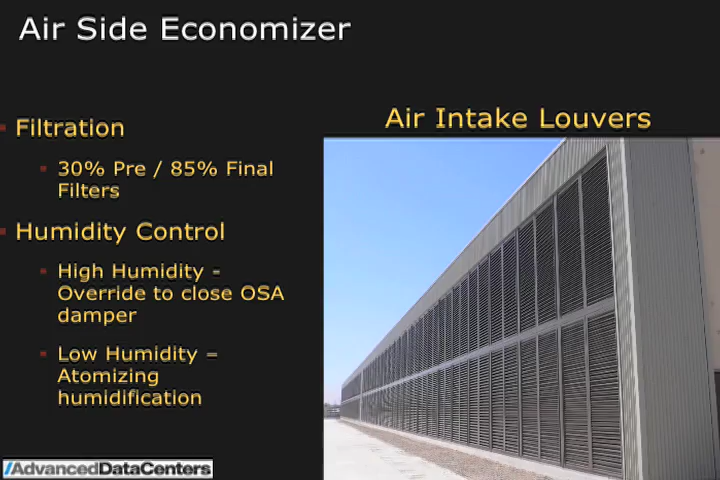 Air Side Economizer
Air Intake Louvers
Filtration
30% Pre / 85% Final
Filters
Humidity Control
High Humidity -
Override to close OSA
damper
Low Humidity –
Atomizing
humidification
/AdvancedDataCenters